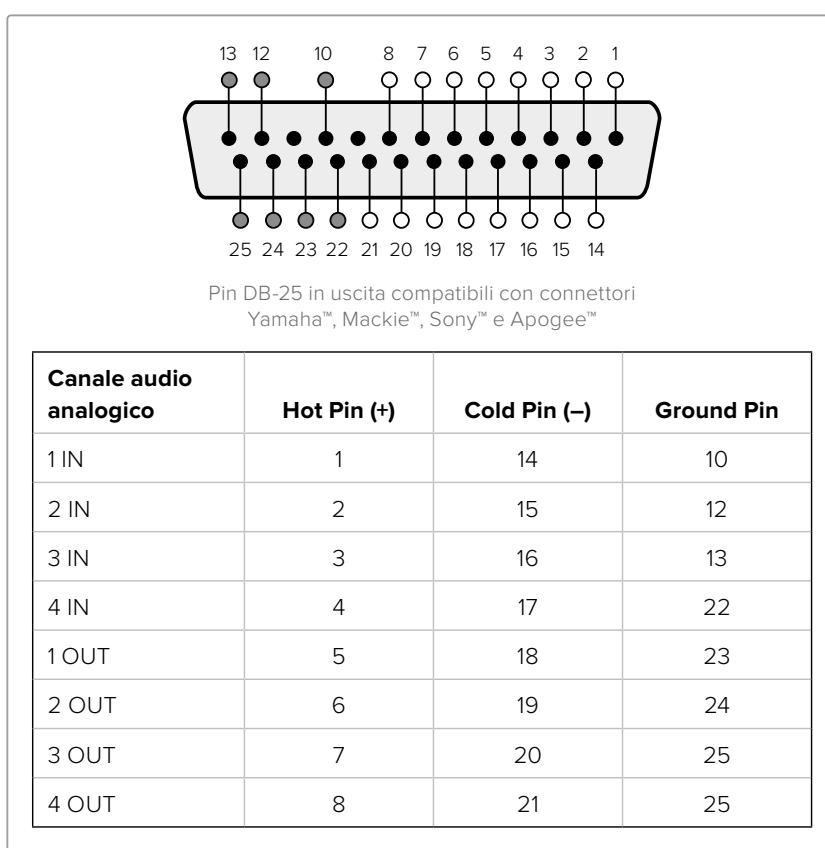 13 12 10 8 7 6 5 4 3 2 1
25 24 23 22 21 20 19 18 17 16 15 14
Pin DB-25 in uscita compatibili con connettori
Yamaha™, Mackie™, Sony™ e Apogee™
Canale audio
analogico Hot Pin (+) Cold Pin (–) Ground Pin
1 IN 1 14 10
2 IN 2 15 12
3 IN 3 16 13
4 IN 4 17 22
1 OUT 5 18 23
2 OUT 6 19 24
3 OUT 7 20 25
4 OUT 8 21 25